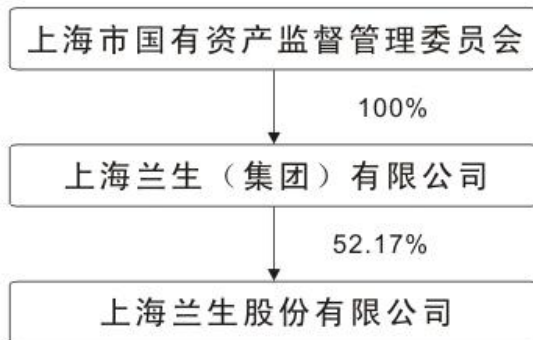 上海市国有资产监督管理委员会
100%
上海兰生（集团）有限公司
52.17%
上海兰生股份有限公司